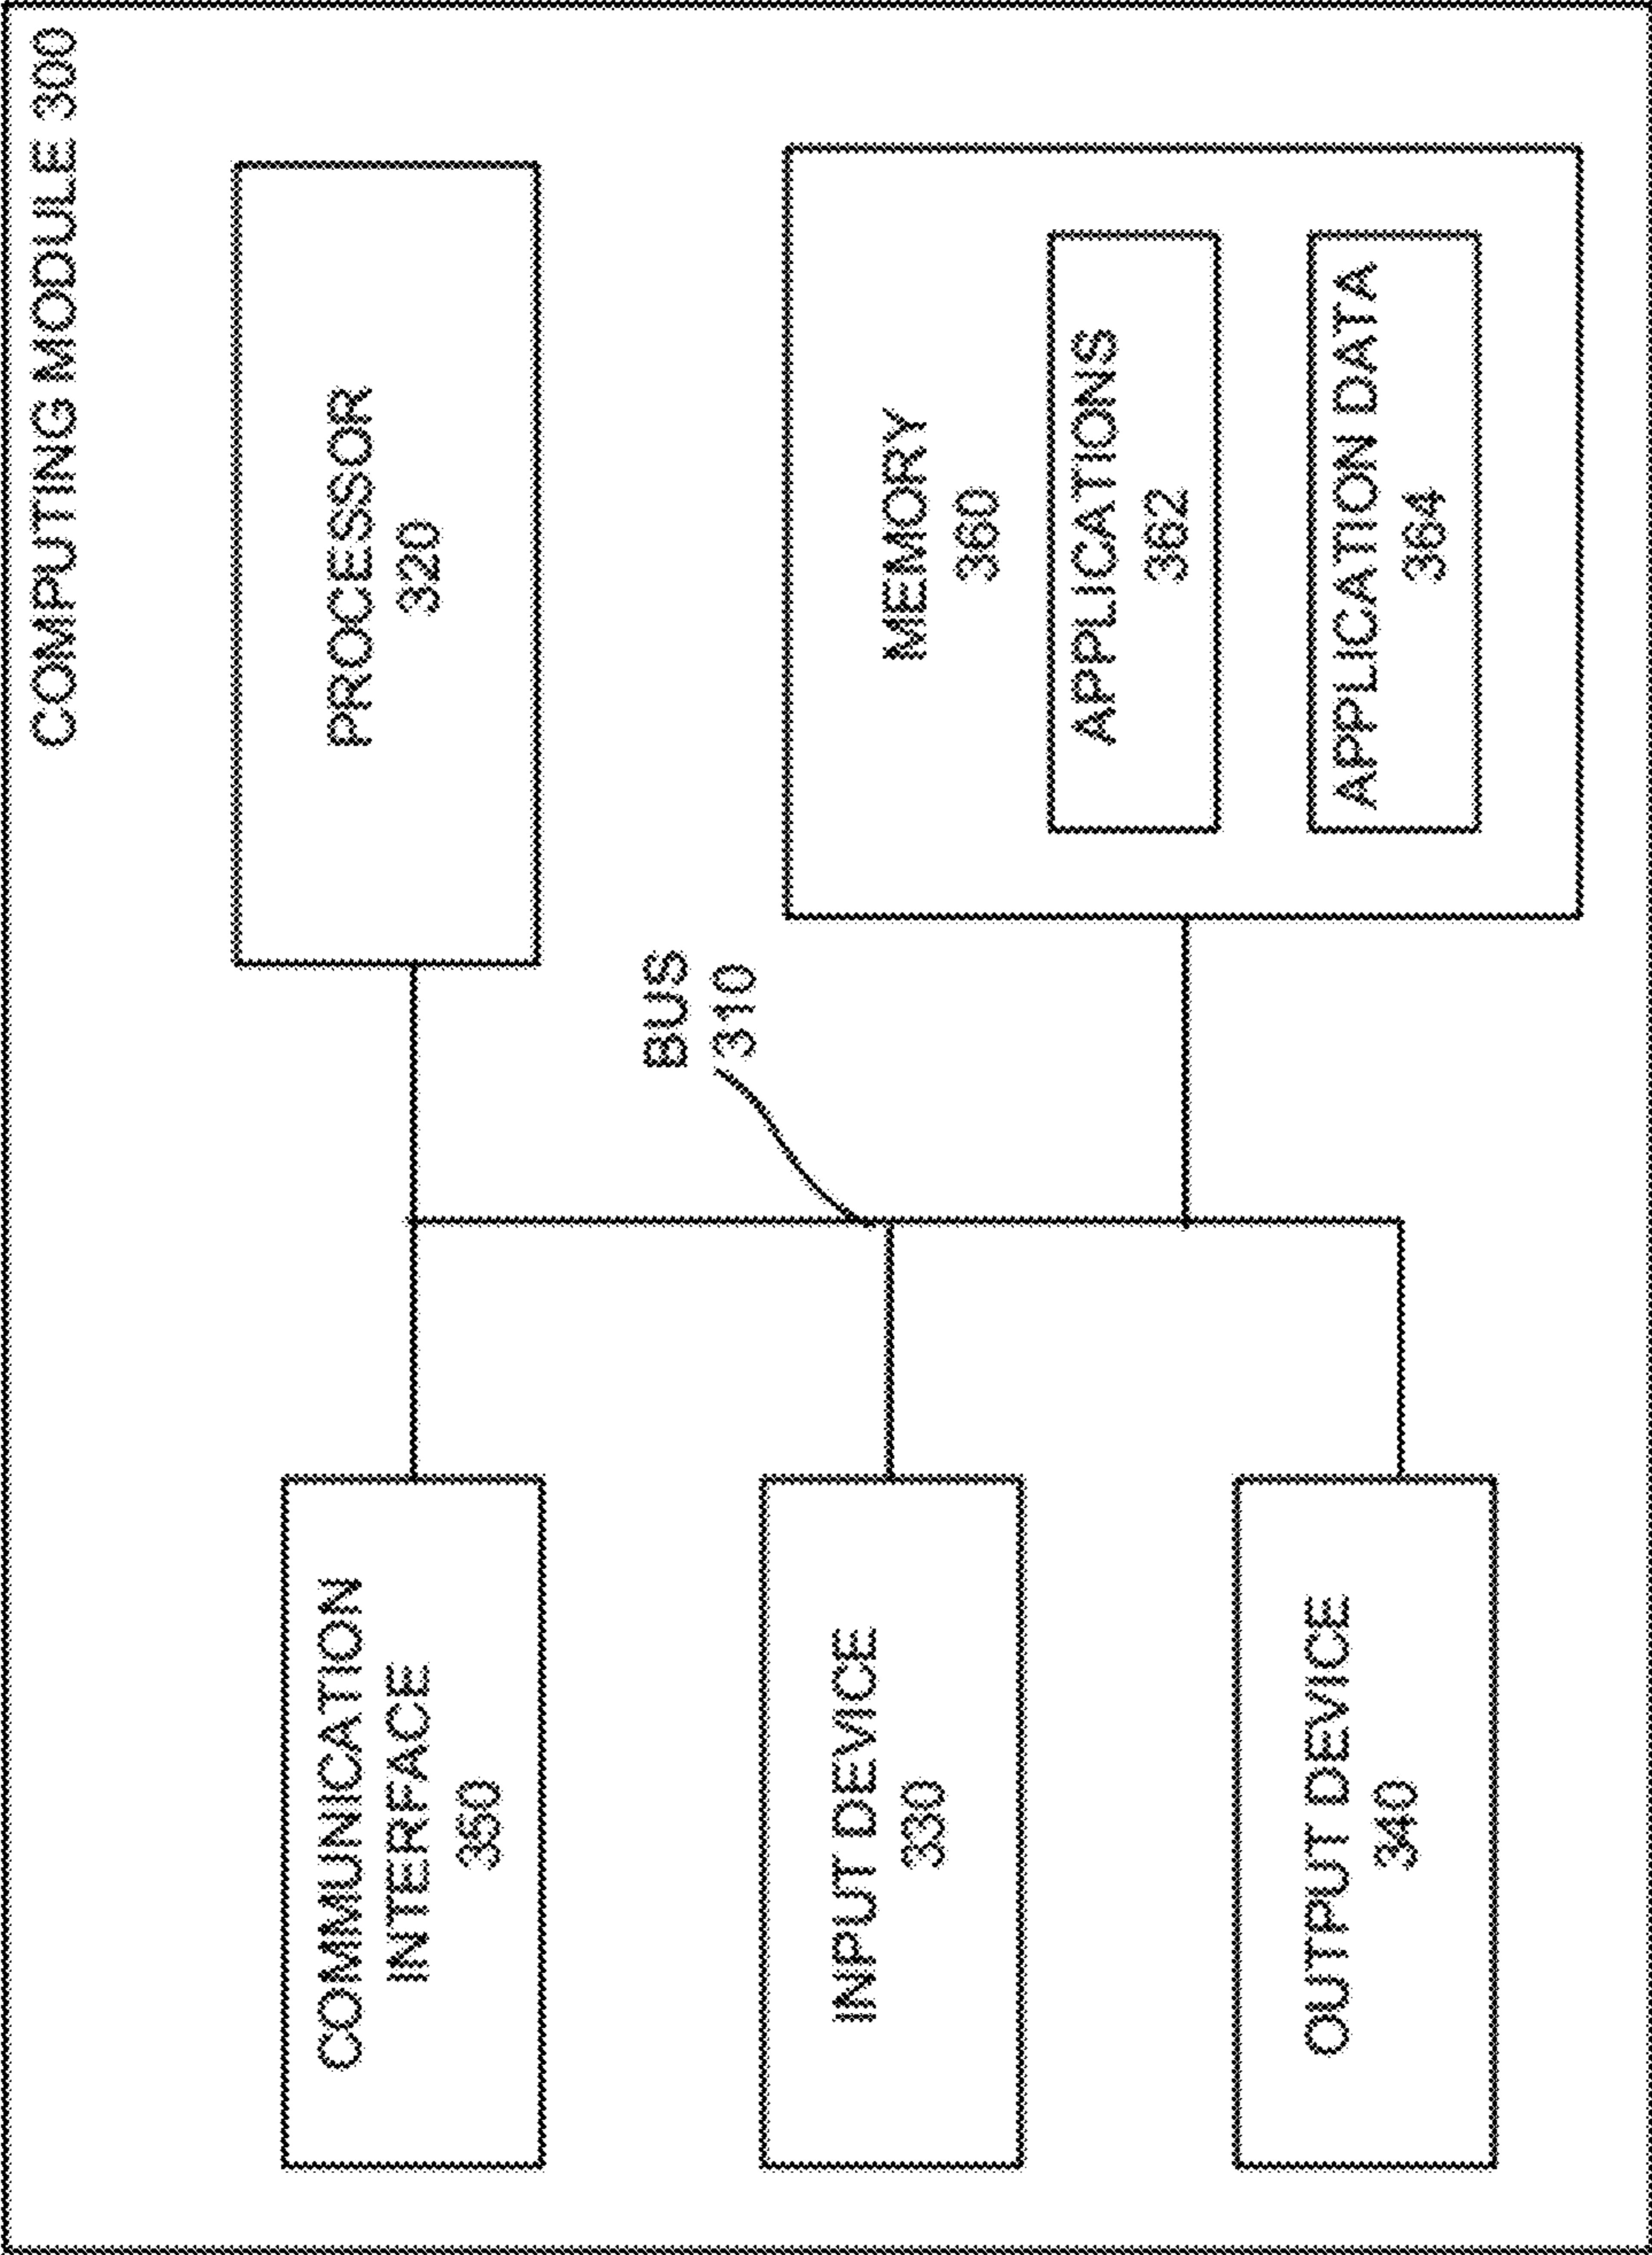 COMPUTING MODULE 300
COMMUNICATION
INTERFACE
350
PROCESSOR
320
BUS
310
INPUT DEVICE
330
MEMORY
360
APPLICATIONS
362
APPLICATION DATA
364
OUTPUT DEVICE
340